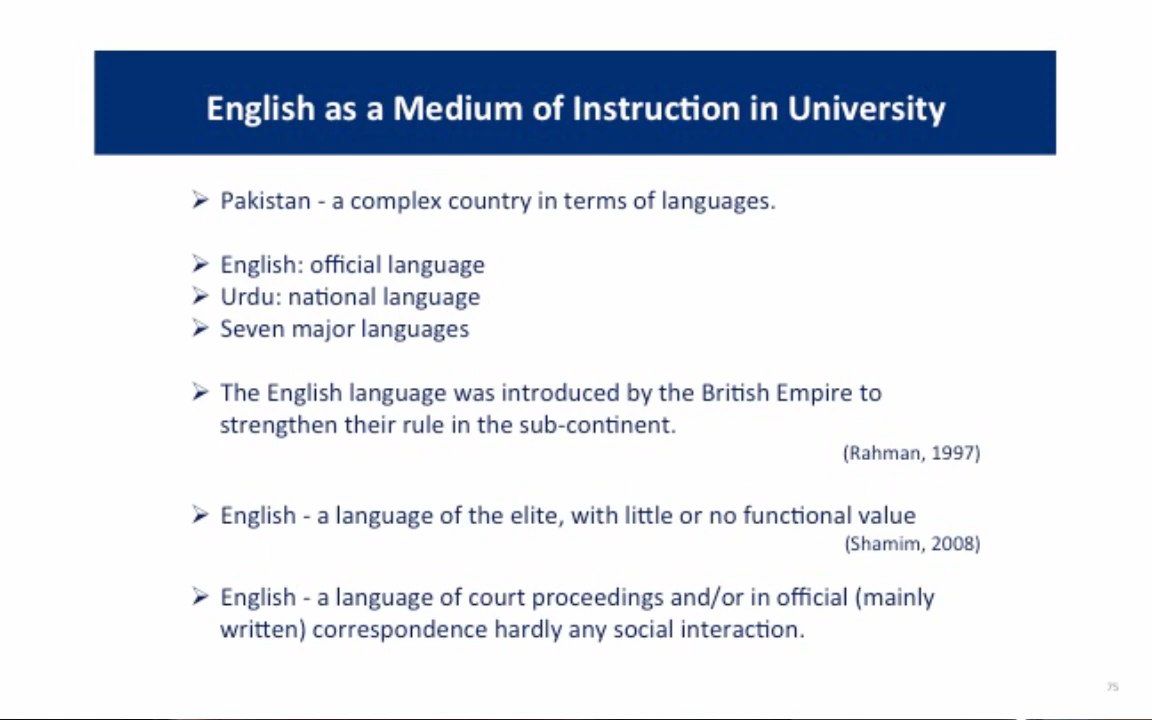 English as a Medium of Instruction in University
➢ Pakistan - a complex country in terms of languages.
➢ English: official language
➢ Urdu: national language
➢ Seven major languages
➢ The English language was introduced by the British Empire to
strengthen their rule in the sub-continent.
(Rahman, 1997)
➢ English - a language of the elite, with little or no functional value
(Shamim, 2008)
➢ English - a language of court proceedings and/or in official (mainly
written) correspondence hardly any social interaction.
75